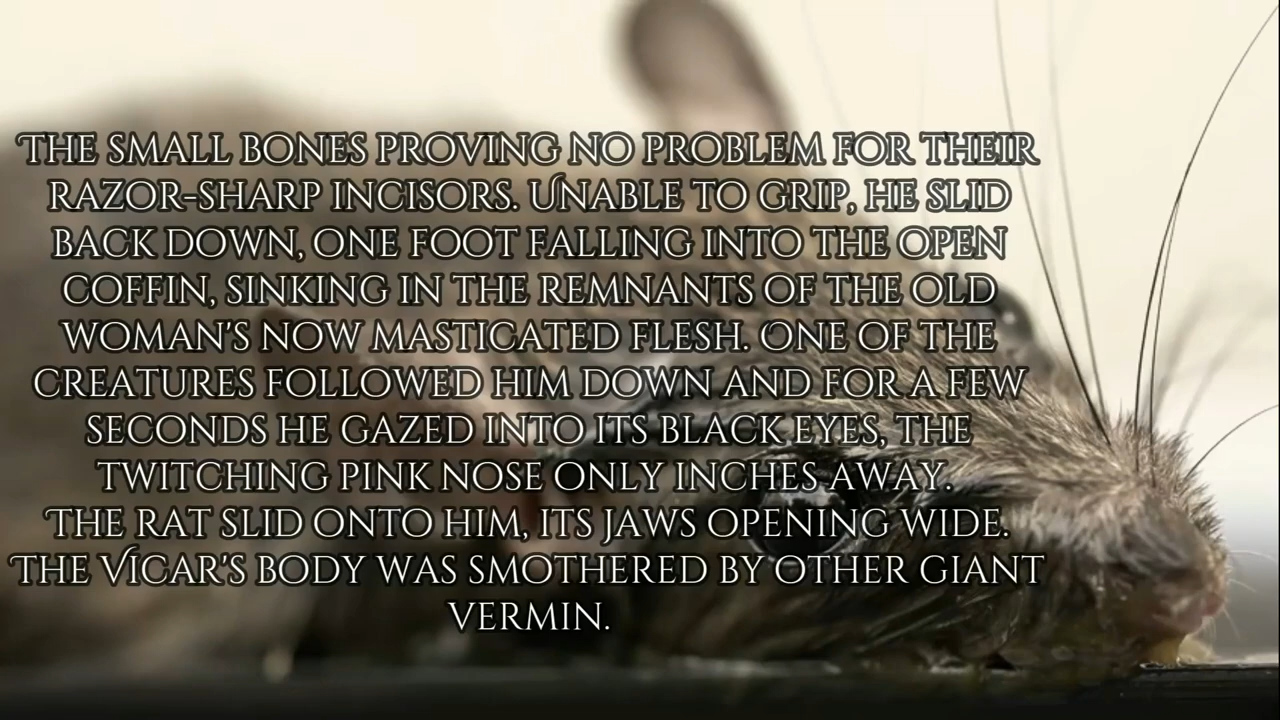 THE SMALL BONES PROVING NO PROBLEM FOR THEIR
RAZOR-SHARP INCISORS. UNABLE TO GRIP, HE SLID
BACK DOWN, ONE FOOT FALLING INTO THE OPEN
COFFIN, SINKING IN THE REMNANTS OF THE OLD
WOMAN'S NOW MASTICATED FLESH. ONE OF THE
CREATURES FOLLOWED HIM DOWN AND FOR A FEW
SECONDS HE GAZED INTO ITS BLACK EYES, THE
TWITCHING PINK NOSE ONLY INCHES AWAY.
THE RAT SLID ONTO HIM, ITS JAWS OPENING WIDE.
THE VICAR'S BODY WAS SMOTHERED BY OTHER GIANT
VERMIN.